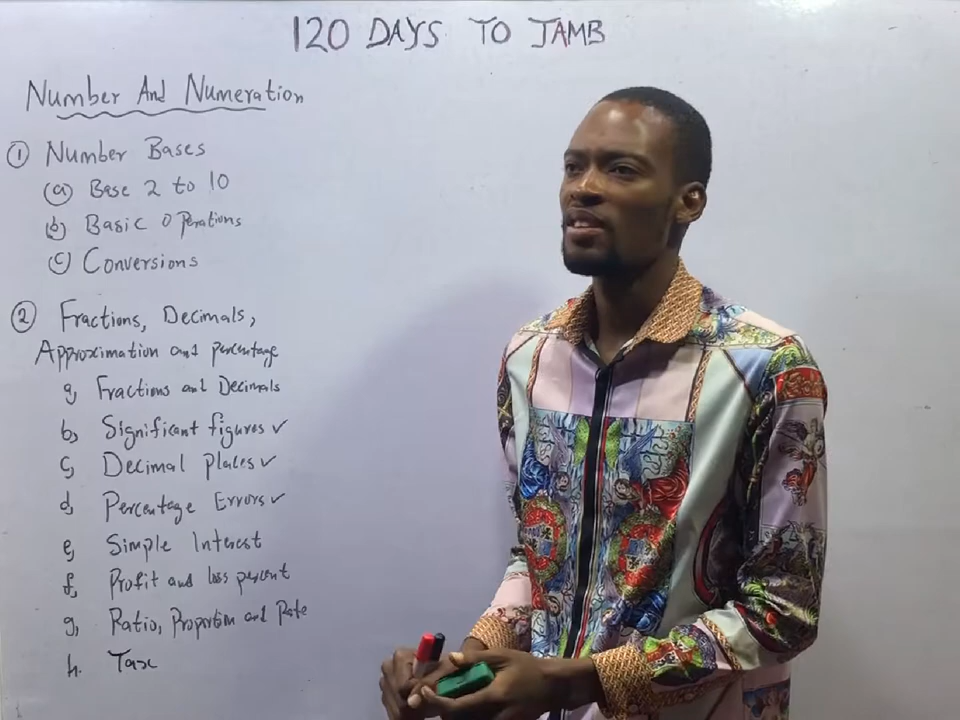 120 DAYS TO JAMB
Number And Numeration
① Number Bases
ⓐ Base 2 to 10
ⓑ Basic Operations
ⓒ Conversions
② Fractions, Decimals,
Approximation and percentage
a, Fractions and Decimals
b, Significant figures ✓
c, Decimal places ✓
d, Percentage Errors ✓
e, Simple Interest
f, Profit and loss percent
g, Ratio, Proportion and Rate
h. Tax